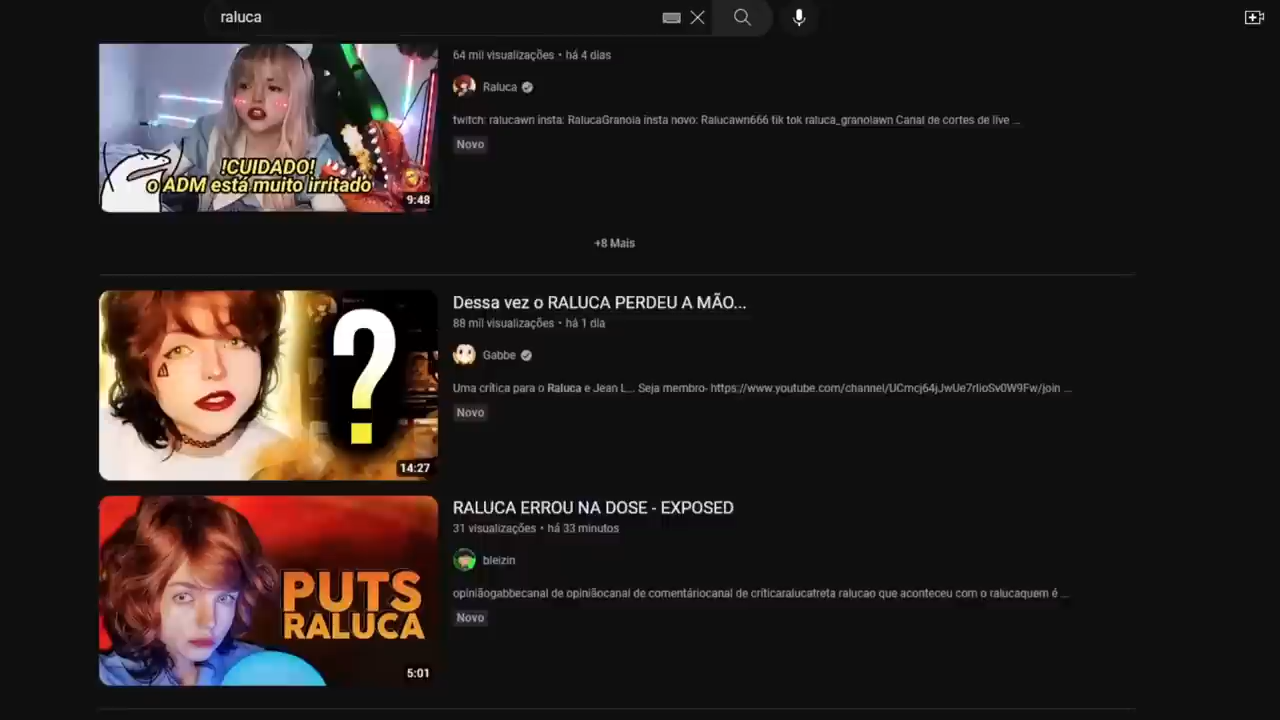 raluca
64 mil visualizações • há 4 dias
Raluca
twitch: ralucawn insta: RalucaGranola insta novo: Ralucawn666 tik tok raluca_granolawn Canal de cortes de live ...
Novo
!CUIDADO!
o ADM está muito irritado
9:48
+8 Mais
Dessa vez o RALUCA PERDEU A MÃO...
88 mil visualizações • há 1 dia
Gabbe
Uma crítica para o Raluca e Jean L... Seja membro- https://www.youtube.com/channel/UCmcj64jJwUe7rlioSv0W9Fw/join ...
Novo
?
14:27
RALUCA ERROU NA DOSE - EXPOSED
31 visualizações • há 33 minutos
bleizin
opiniãogabbecanal de opiniãocanal de comentáriocanal de críticaralucatreta ralucao que aconteceu com o ralucaquem é ...
Novo
PUTS
RALUCA
5:01